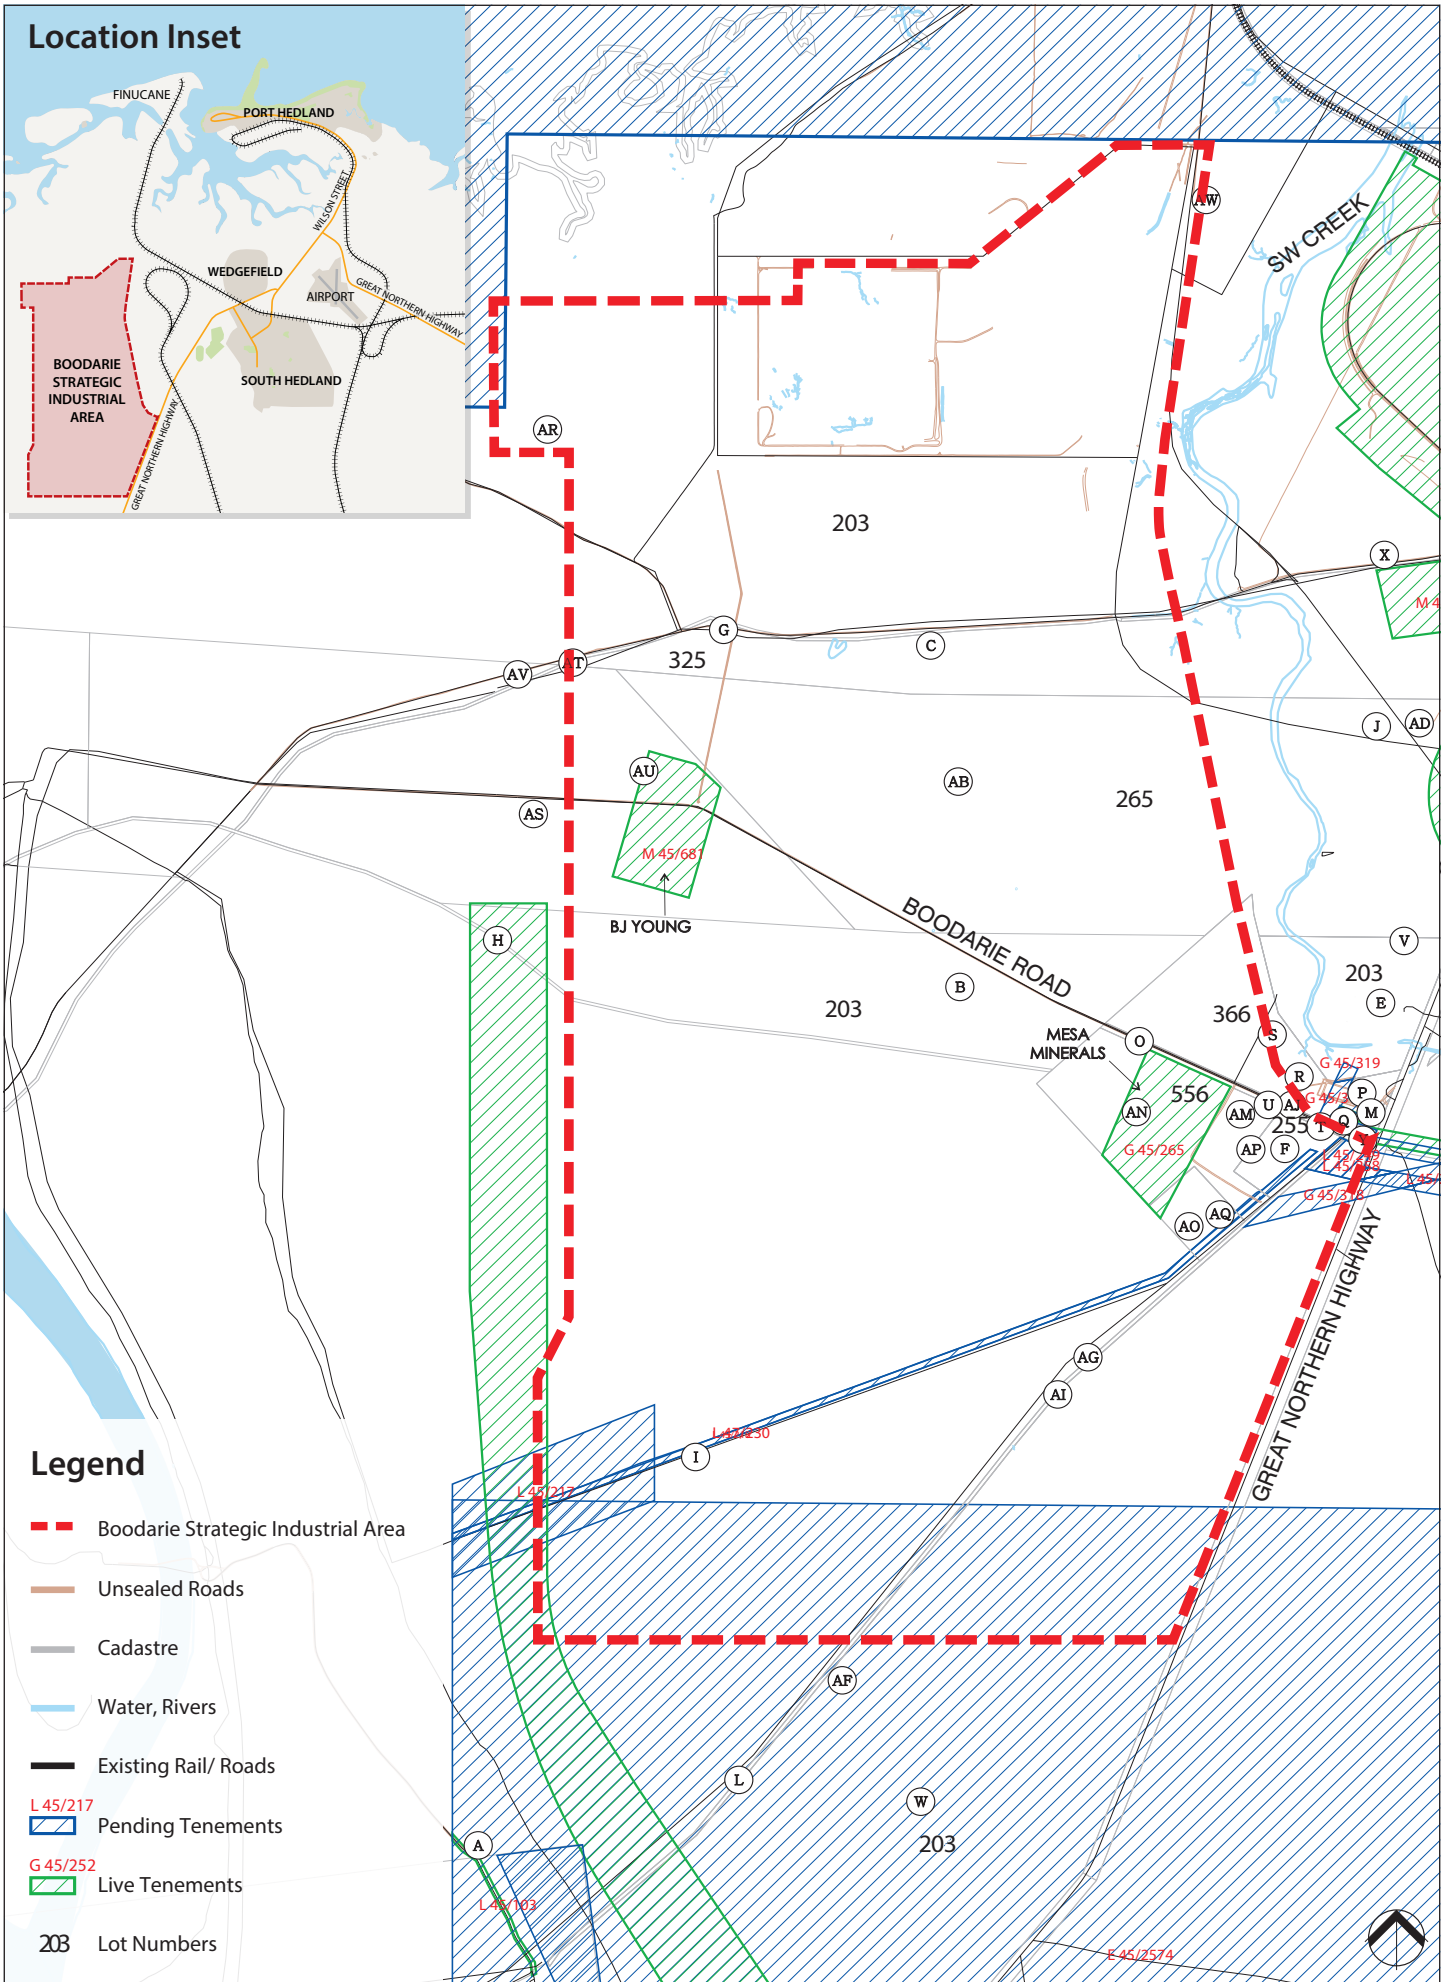 Location Inset
FINUCANE
PORT HEDLAND
WILSON STREET
WEDGEFIELD
AIRPORT
GREAT NORTHERN HIGHWAY
SOUTH HEDLAND
BOODARIE
STRATEGIC
INDUSTRIAL
AREA
GREAT NORTHERN HIGHWAY
AW
SW CREEK
AR
203
X
M 4
G
C
325
AT
AV
J
AD
AU
AB
265
AS
M 45/681
BJ YOUNG
BOODARIE ROAD
H
V
B
203
203
E
366
MESA
MINERALS
O
S
G 45/319
R
556
P
G 45/3
AN
AM
U
AJ
M
Q
255
T
Y
G 45/265
AP
F
L 45/
G 45/318
AO
AQ
GREAT NORTHERN HIGHWAY
AG
AI
I
L 45/217
AF
L
W
203
A
L 45/103
E 45/2574
Legend
Boodarie Strategic Industrial Area
Unsealed Roads
Cadastre
Water, Rivers
Existing Rail/ Roads
L 45/217
Pending Tenements
G 45/252
Live Tenements
203 Lot Numbers